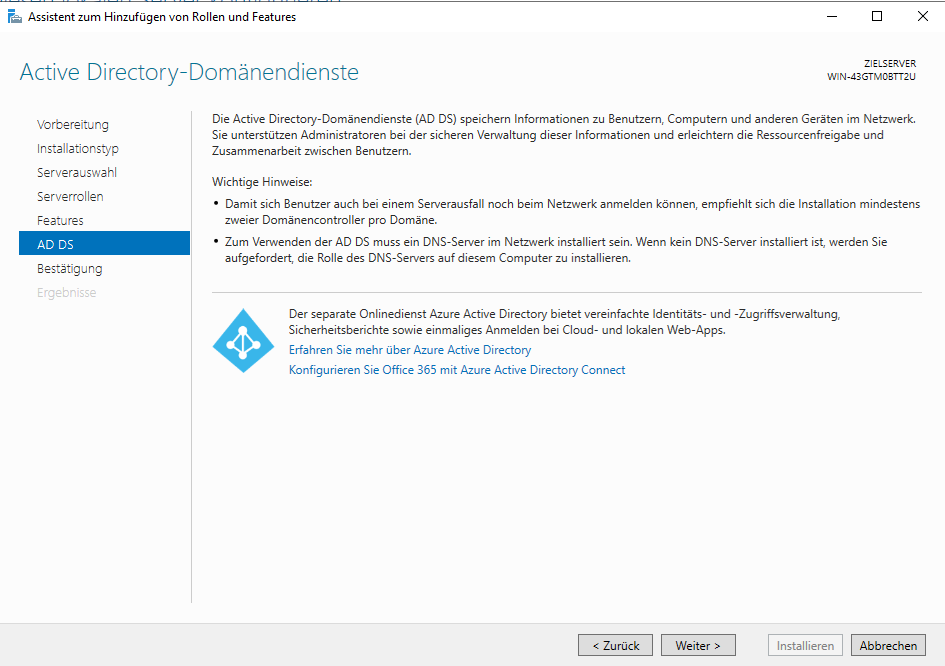 Assistent zum Hinzufügen von Rollen und Features
Active Directory-Domänendienste
ZIELSERVER
WIN-43GTM0BTT2U
Vorbereitung
Installationstyp
Serverauswahl
Serverrollen
Features
AD DS
Bestätigung
Ergebnisse
Die Active Directory-Domänendienste (AD DS) speichern Informationen zu Benutzern, Computern und anderen Geräten im Netzwerk.
Sie unterstützen Administratoren bei der sicheren Verwaltung dieser Informationen und erleichtern die Ressourcenfreigabe und
Zusammenarbeit zwischen Benutzern.
Wichtige Hinweise:
• Damit sich Benutzer auch bei einem Serverausfall noch beim Netzwerk anmelden können, empfiehlt sich die Installation mindestens
zweier Domänencontroller pro Domäne.
• Zum Verwenden der AD DS muss ein DNS-Server im Netzwerk installiert sein. Wenn kein DNS-Server installiert ist, werden Sie
aufgefordert, die Rolle des DNS-Servers auf diesem Computer zu installieren.
Der separate Onlinedienst Azure Active Directory bietet vereinfachte Identitäts- und -Zugriffsverwaltung,
Sicherheitsberichte sowie einmaliges Anmelden bei Cloud- und lokalen Web-Apps.
Erfahren Sie mehr über Azure Active Directory
Konfigurieren Sie Office 365 mit Azure Active Directory Connect
< Zurück
Weiter >
Installieren
Abbrechen